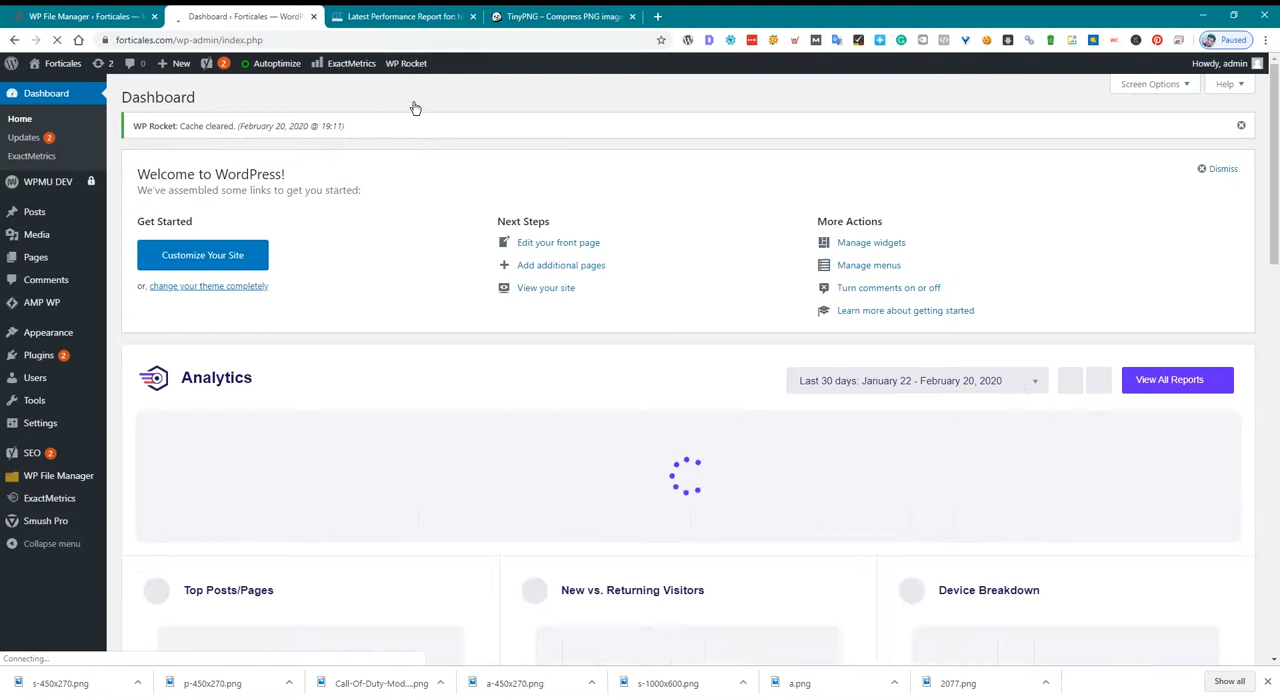 WP File Manager ‹ Forticales — W
Dashboard ‹ Forticales — WordPr
Latest Performance Report for: h
TinyPNG – Compress PNG imag
forticales.com/wp-admin/index.php
Paused
Forticales
2
0
New
2
Autoptimize
ExactMetrics
WP Rocket
Howdy, admin
Dashboard
Home
Updates 2
ExactMetrics
WPMU DEV
Posts
Media
Pages
Comments
AMP WP
Appearance
Plugins 2
Users
Tools
Settings
SEO 2
WP File Manager
ExactMetrics
Smush Pro
Collapse menu
Screen Options
Help
Dashboard
WP Rocket: Cache cleared. (February 20, 2020 @ 19:11)
Welcome to WordPress!
We've assembled some links to get you started:
Dismiss
Get Started
Customize Your Site
or, change your theme completely
Next Steps
Edit your front page
Add additional pages
View your site
More Actions
Manage widgets
Manage menus
Turn comments on or off
Learn more about getting started
Analytics
Last 30 days: January 22 - February 20, 2020
View All Reports
Top Posts/Pages
New vs. Returning Visitors
Device Breakdown
Connecting...
s-450x270.png
p-450x270.png
Call-Of-Duty-Mod....png
a-450x270.png
s-1000x600.png
a.png
2077.png
Show all